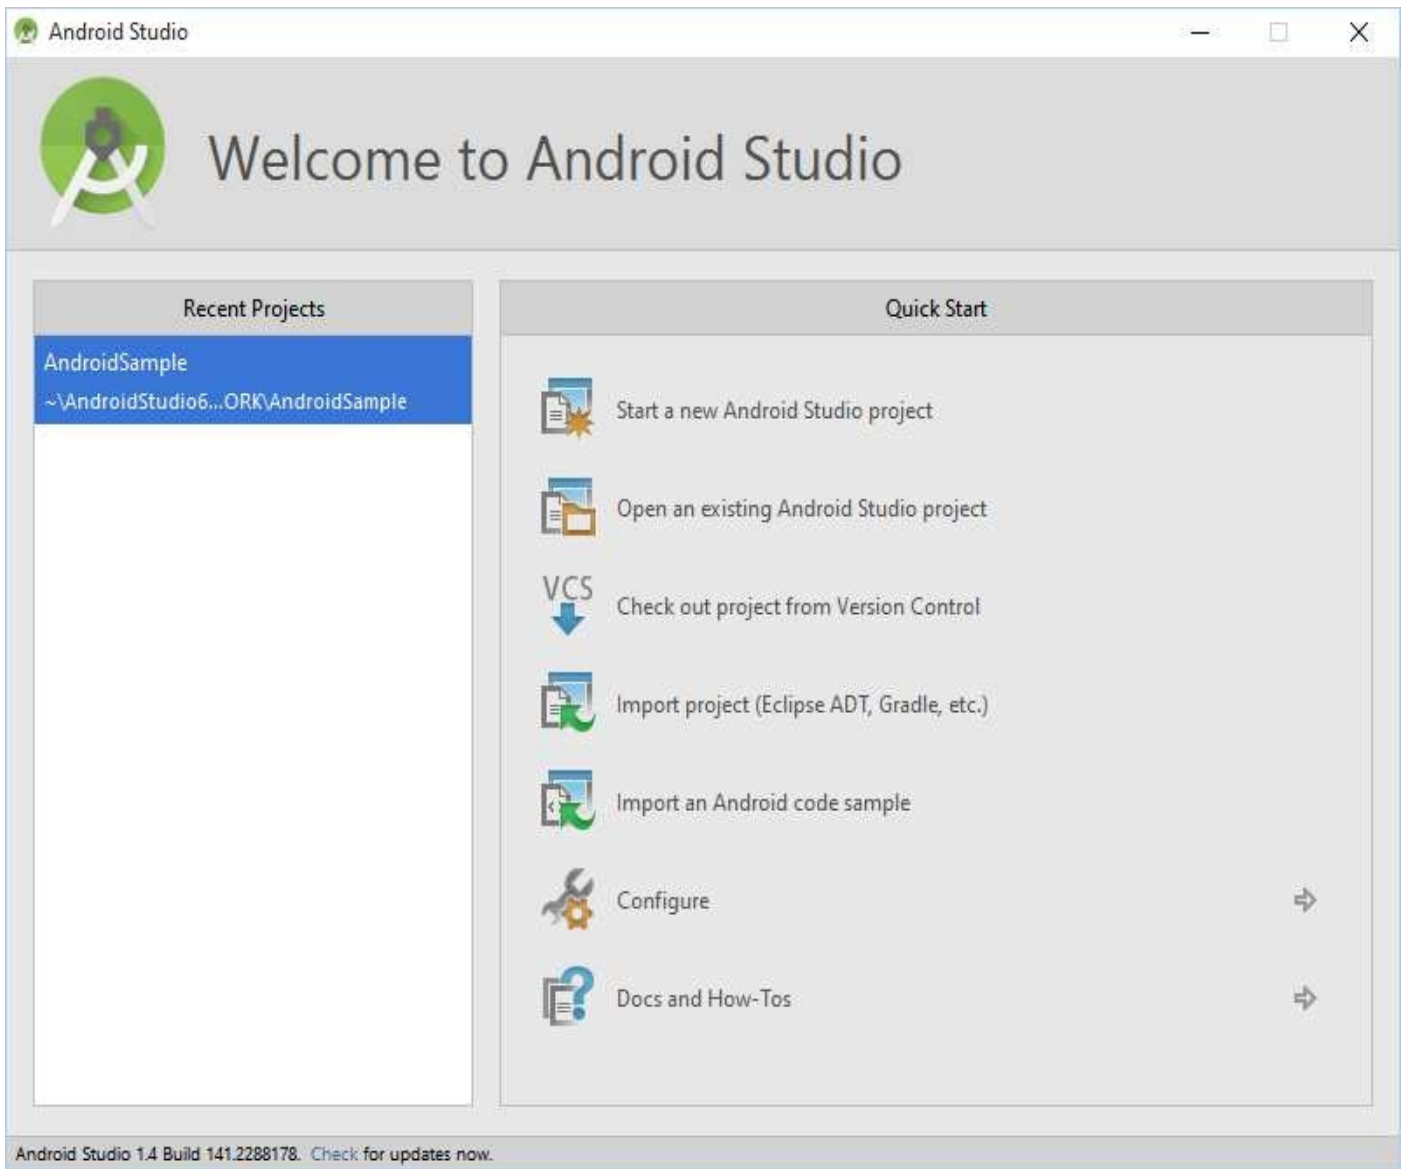 Android Studio
Welcome to Android Studio
Recent Projects
AndroidSample
~\AndroidStudio6...ORK\AndroidSample
Quick Start
Start a new Android Studio project
Open an existing Android Studio project
VCS
Check out project from Version Control
Import project (Eclipse ADT, Gradle, etc.)
Import an Android code sample
Configure
Docs and How-Tos
Android Studio 1.4 Build 141.2288178. Check for updates now.